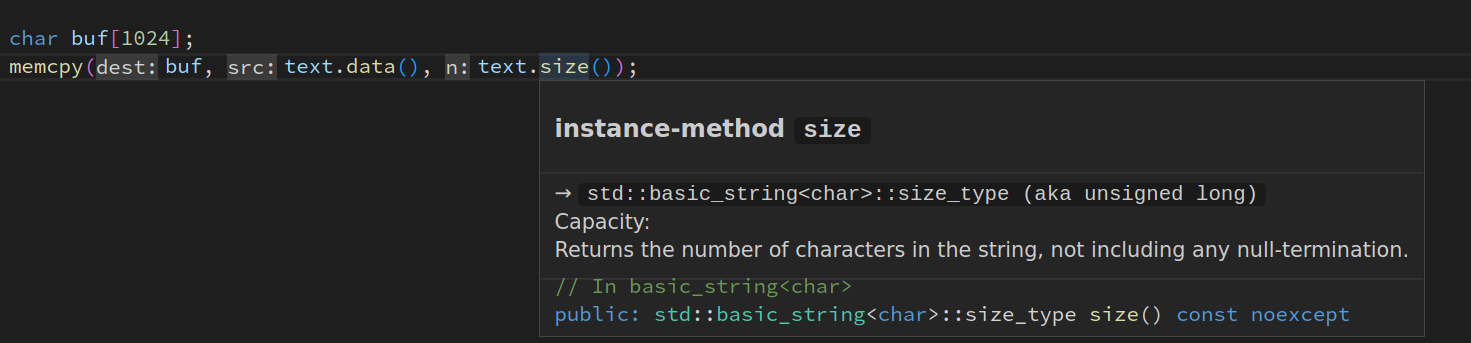 char buf[1024];
memcpy(dest: buf, src: text.data(), n: text.size());
instance-method size
→ std::basic_string<char>::size_type (aka unsigned long)
Capacity:
Returns the number of characters in the string, not including any null-termination.
// In basic_string<char>
public: std::basic_string<char>::size_type size() const noexcept